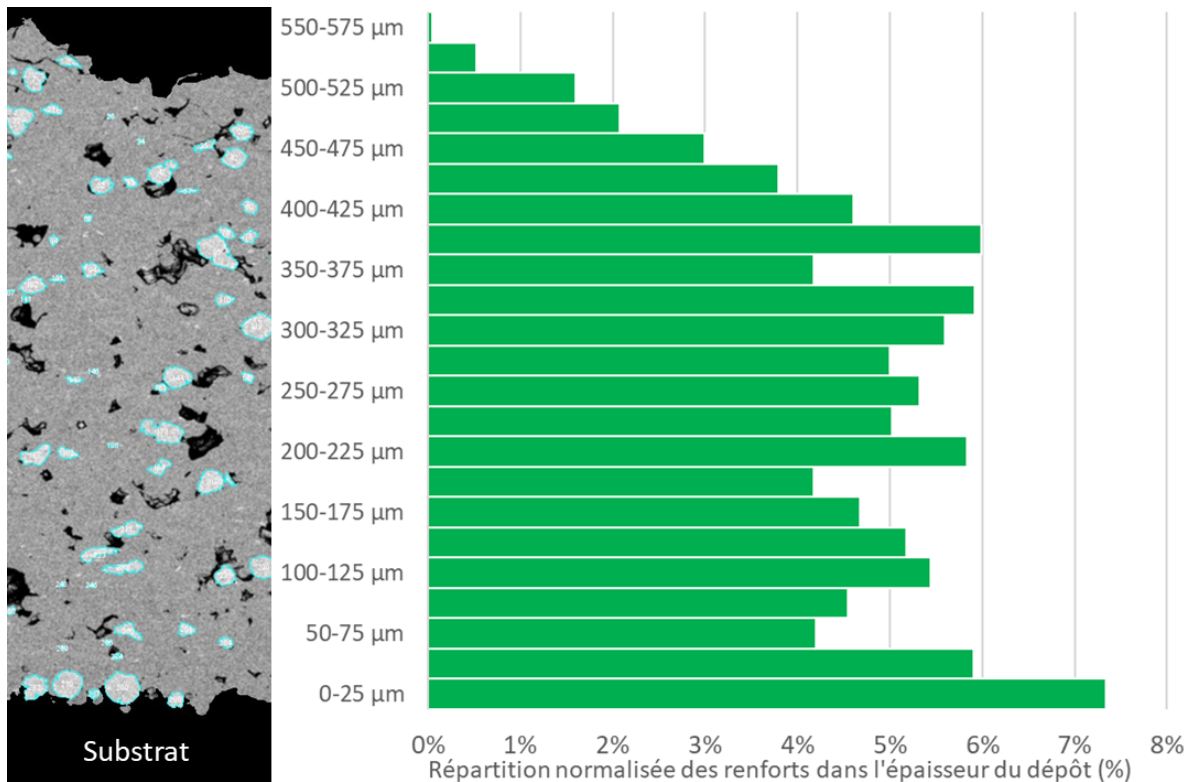 550-575 µm
500-525 µm
450-475 µm
400-425 µm
350-375 µm
300-325 µm
250-275 µm
200-225 µm
150-175 µm
100-125 µm
50-75 µm
0-25 µm
Substrat
0% 1% 2% 3% 4% 5% 6% 7% 8%
Répartition normalisée des renforts dans l'épaisseur du dépôt (%)